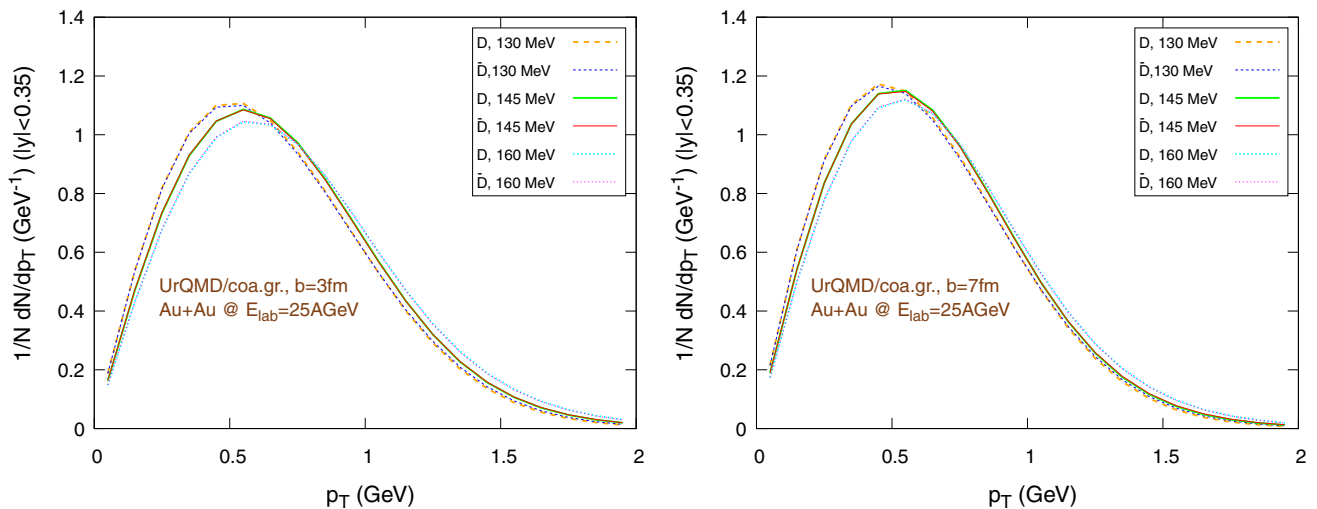 1/N dN/dp_T (GeV⁻¹) (|y|<0.35)
1.4
1.2
1
0.8
0.6
0.4
0.2
0
D, 130 MeV
D̄,130 MeV
D, 145 MeV
D̄, 145 MeV
D, 160 MeV
D̄, 160 MeV
UrQMD/coa.gr., b=3fm
Au+Au @ E_lab=25AGeV
0 0.5 1 1.5 2
p_T (GeV)
1/N dN/dp_T (GeV⁻¹) (|y|<0.35)
1.4
1.2
1
0.8
0.6
0.4
0.2
0
D, 130 MeV
D̄,130 MeV
D, 145 MeV
D̄, 145 MeV
D, 160 MeV
D̄, 160 MeV
UrQMD/coa.gr., b=7fm
Au+Au @ E_lab=25AGeV
0 0.5 1 1.5 2
p_T (GeV)